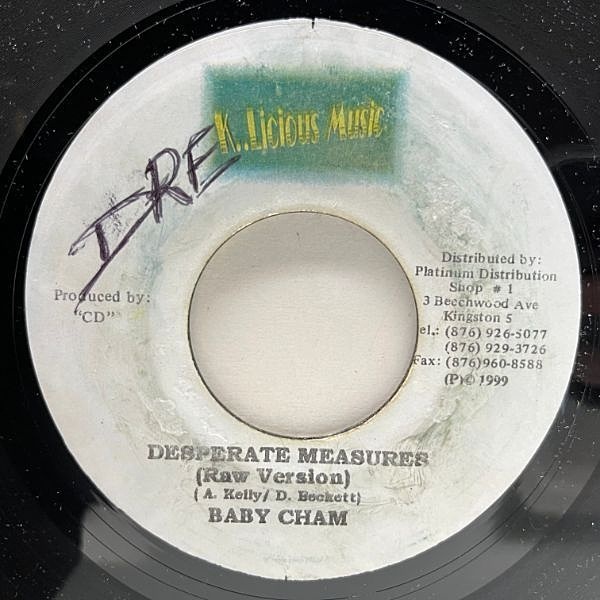 K..Licious Music
DRE
Produced by:
"CD"
Distributed by:
Platinum Distribution
Shop # 1
3 Beechwood Ave
Kingston 5
Tel.: (876) 926-5077
(876) 929-3726
Fax: (876)960-8588
(P)© 1999
DESPERATE MEASURES
(Raw Version)
( A. Kelly/ D. Beckett)
BABY CHAM